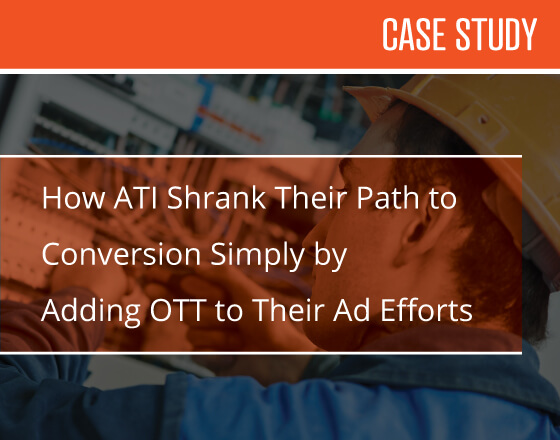 CASE STUDY
How ATI Shrank Their Path to
Conversion Simply by
Adding OTT to Their Ad Efforts